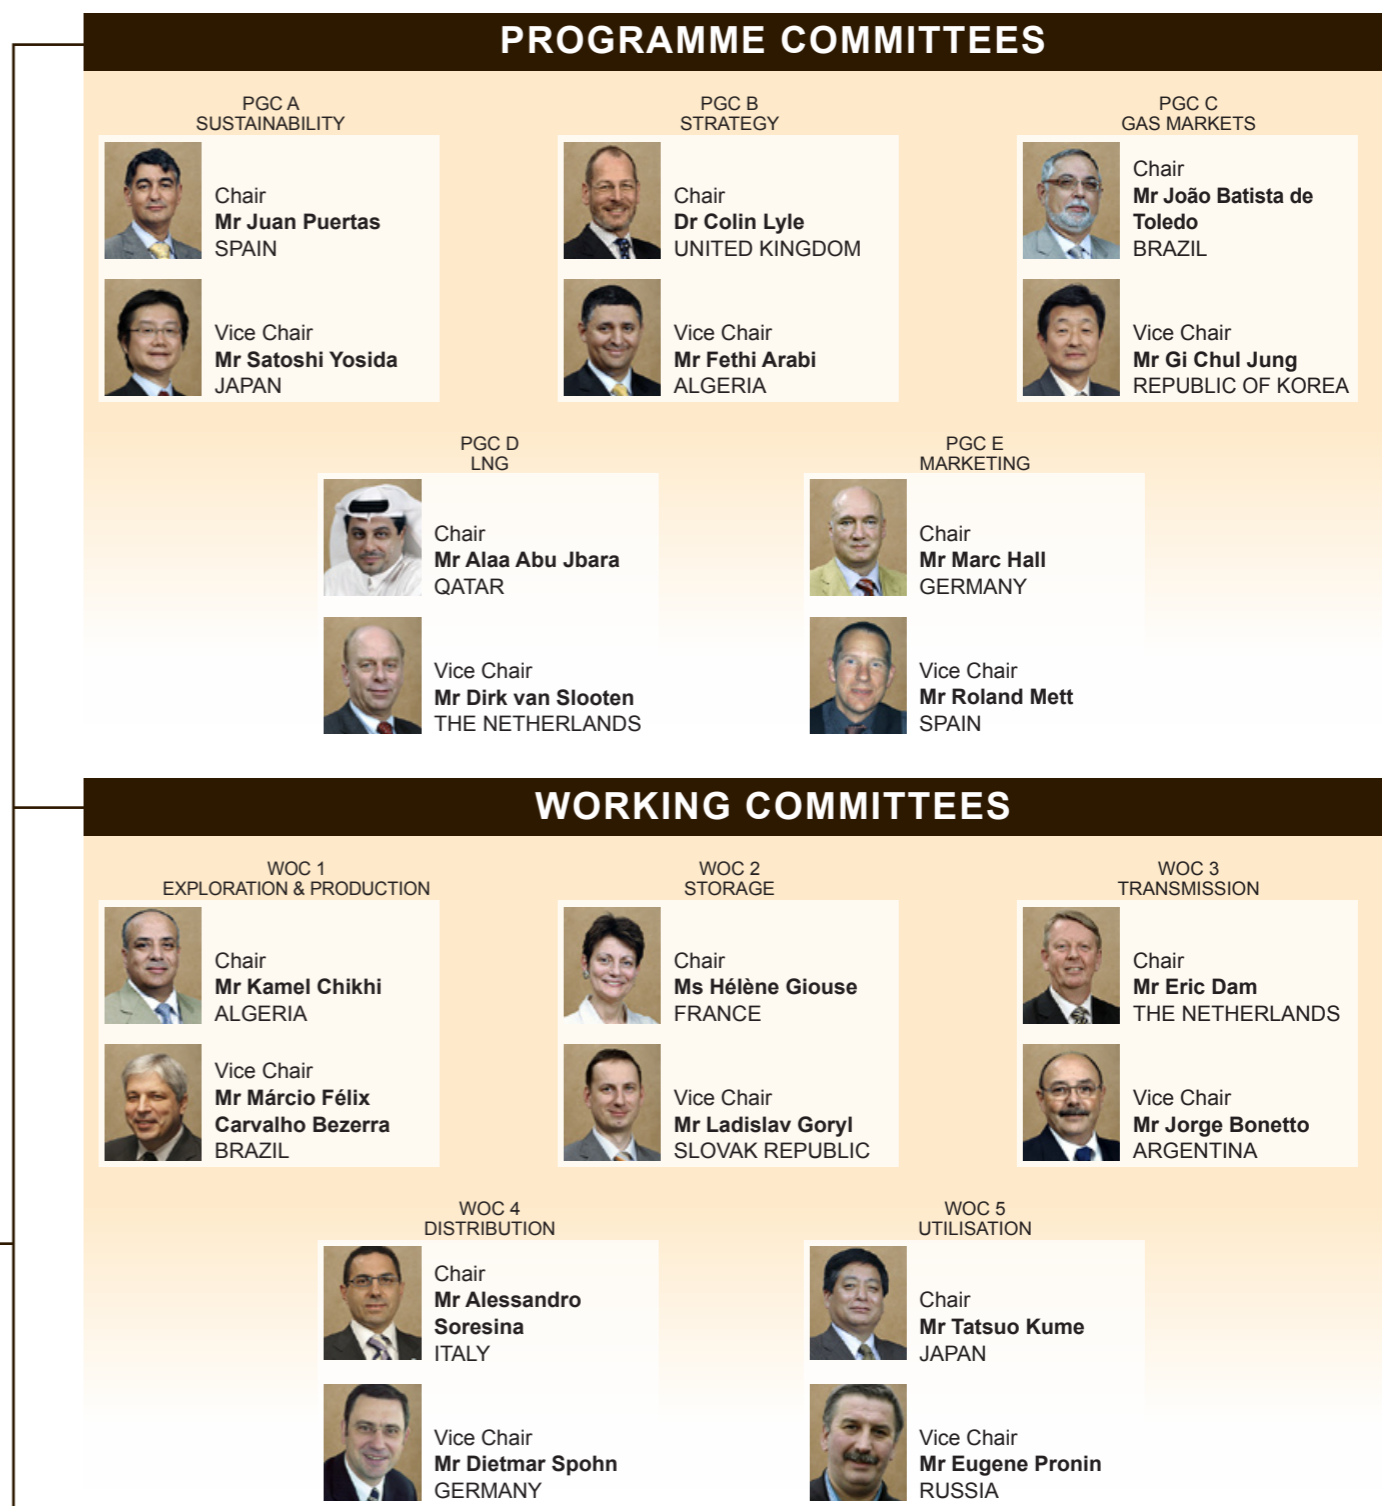 PROGRAMME COMMITTEES
PGC A
SUSTAINABILITY
Chair
Mr Juan Puertas
SPAIN
Vice Chair
Mr Satoshi Yosida
JAPAN
PGC B
STRATEGY
Chair
Dr Colin Lyle
UNITED KINGDOM
Vice Chair
Mr Fethi Arabi
ALGERIA
PGC C
GAS MARKETS
Chair
Mr João Batista de
Toledo
BRAZIL
Vice Chair
Mr Gi Chul Jung
REPUBLIC OF KOREA
PGC D
LNG
Chair
Mr Alaa Abu Jbara
QATAR
Vice Chair
Mr Dirk van Slooten
THE NETHERLANDS
PGC E
MARKETING
Chair
Mr Marc Hall
GERMANY
Vice Chair
Mr Roland Mett
SPAIN
WORKING COMMITTEES
WOC 1
EXPLORATION & PRODUCTION
Chair
Mr Kamel Chikhi
ALGERIA
Vice Chair
Mr Márcio Félix
Carvalho Bezerra
BRAZIL
WOC 2
STORAGE
Chair
Ms Hélène Giouse
FRANCE
Vice Chair
Mr Ladislav Goryl
SLOVAK REPUBLIC
WOC 3
TRANSMISSION
Chair
Mr Eric Dam
THE NETHERLANDS
Vice Chair
Mr Jorge Bonetto
ARGENTINA
WOC 4
DISTRIBUTION
Chair
Mr Alessandro
Soresina
ITALY
Vice Chair
Mr Dietmar Spohn
GERMANY
WOC 5
UTILISATION
Chair
Mr Tatsuo Kume
JAPAN
Vice Chair
Mr Eugene Pronin
RUSSIA